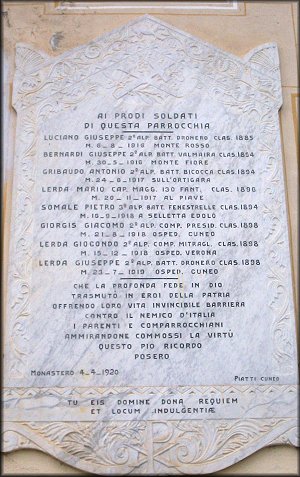 AI PRODI SOLDATI
DI QUESTA PARROCCHIA
LUCIANO GIUSEPPE 2° ALP. BATT. DRONERO CLAS. 1885
M. 6 - 8 - 1916 MONTE ROSSO
BERNARDI GIUSEPPE 2° ALP. BATT. VALMAIRA CLAS. 1894
M. 30 - 5 - 1916 MONTE FIORE
GRIBAUDO ANTONIO 2° ALP. BATT. BICOCCA CLAS. 1894
M. 24 - 6 - 1917 SULL'ORTIGARA
LERDA MARIO CAP. MAGG. 130 FANT. CLAS. 1898
M. 20 - 11 - 1917 AL PIAVE
SOMALE PIETRO 3° ALP. BATT. FENESTRELLE CLAS. 1894
M. 16 - 6 - 1918 A SELLETTA EDOLO
GIORGIS GIACOMO 2° ALP. COMP. PRESID. CLAS. 1898
M. 21 - 8 - 1918 OSPED. CUNEO
LERDA GIOCONDO 2° ALP. COMP. MITRAGL. CLAS. 1898
M. 15 - 12 - 1918 OSPED. VERONA
LERDA GIUSEPPE 2° ALP. BATT. DRONERO CLAS. 1898
M. 23 - 7 - 1919 OSPED. CUNEO
CHE LA PROFONDA FEDE IN DIO
TRASMUTO IN EROI DELLA PATRIA
OFFRENDO LORO VITA INVINCIBILE BARRIERA
CONTRO IL NEMICO D'ITALIA
I PARENTI E COMPARROCCHIANI
AMMIRANDONE COMMOSSI LA VIRTÙ
QUESTO PIO RICORDO
POSERO
MONASTERO 4-4-1920
PIATTI CUNEO
TU EIS DOMINE DONA REQUIEM
ET LOCUM INDULGENTIÆ